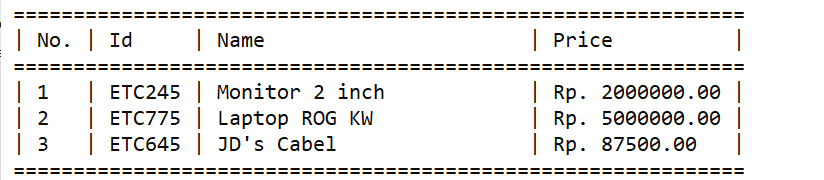 =============================================================
| No. | Id     | Name                      | Price          |
=============================================================
| 1   | ETC245 | Monitor 2 inch            | Rp. 2000000.00 |
| 2   | ETC775 | Laptop ROG KW             | Rp. 5000000.00 |
| 3   | ETC645 | JD's Cabel                | Rp. 87500.00   |
=============================================================